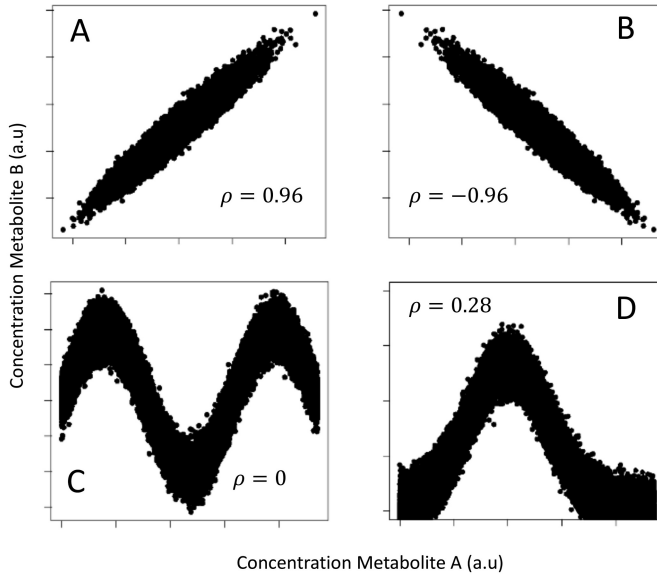 A
B
ρ = 0.96
ρ = −0.96
Concentration Metabolite B (a.u)
ρ = 0.28
D
C
ρ = 0
Concentration Metabolite A (a.u)